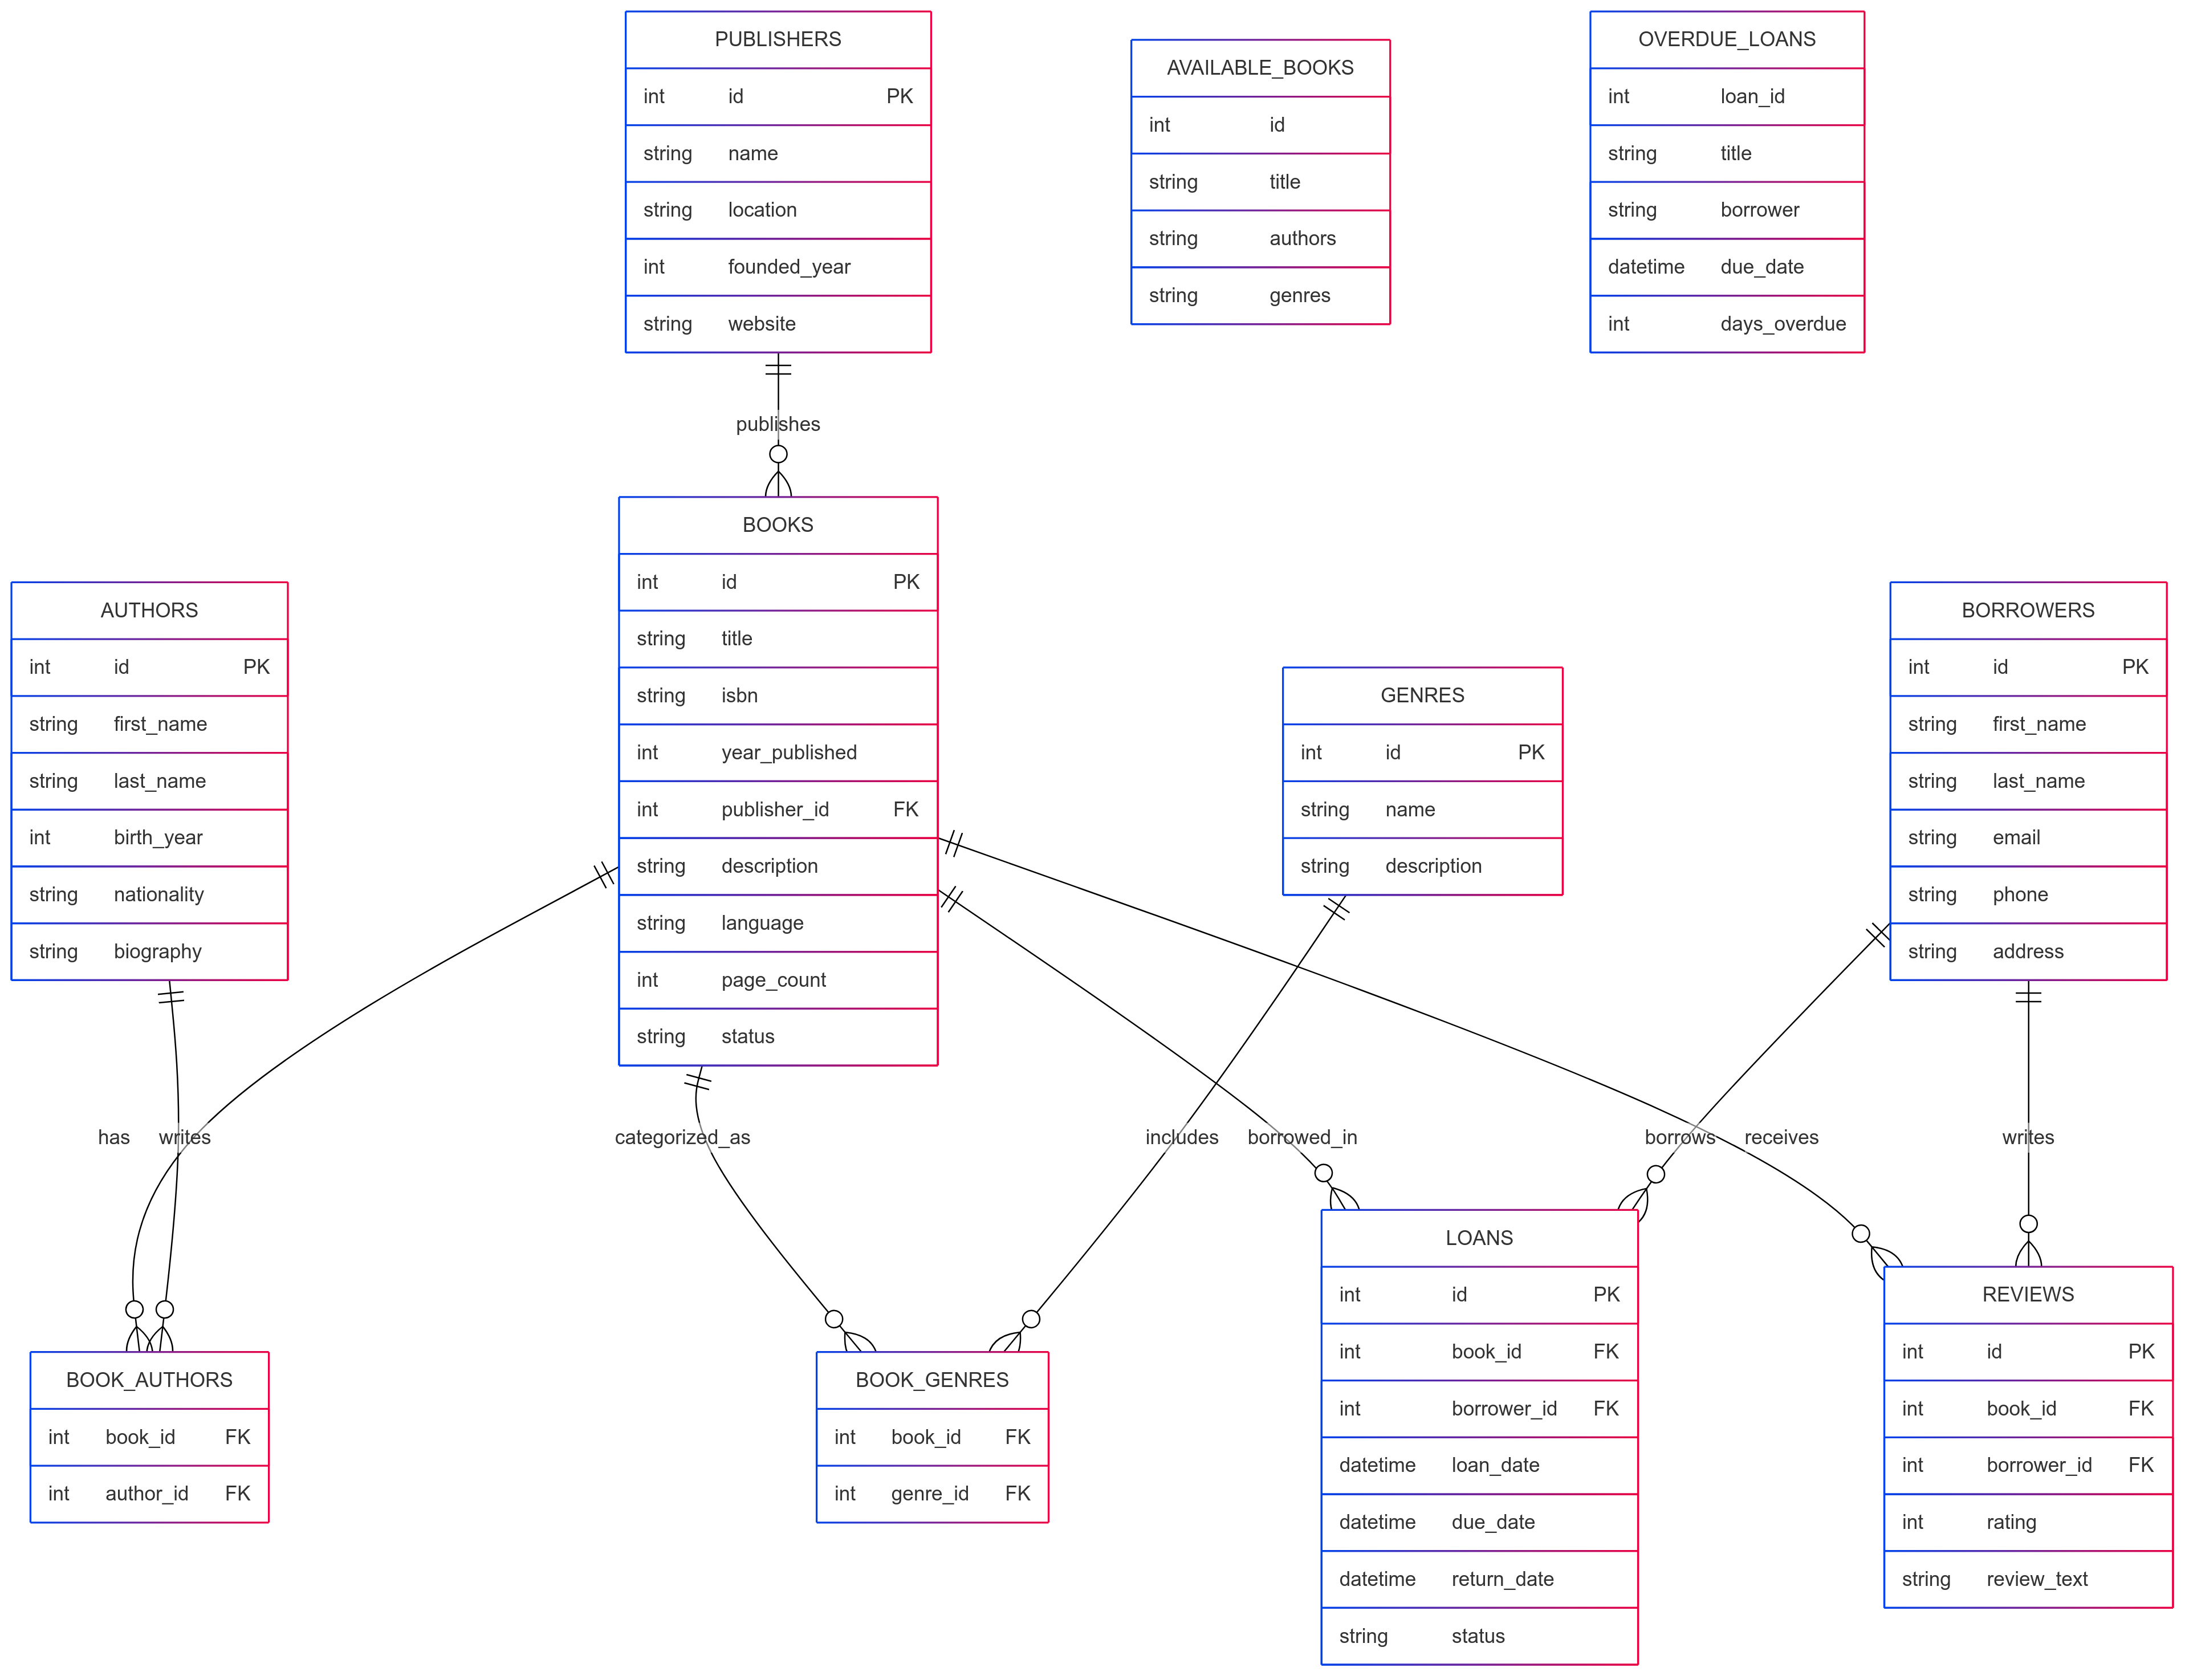 PUBLISHERS
int id PK
string name
string location
int founded_year
string website
AVAILABLE_BOOKS
int id
string title
string authors
string genres
OVERDUE_LOANS
int loan_id
string title
string borrower
datetime due_date
int days_overdue
publishes
BOOKS
int id PK
string title
string isbn
int year_published
int publisher_id FK
string description
string language
int page_count
string status
AUTHORS
int id PK
string first_name
string last_name
int birth_year
string nationality
string biography
GENRES
int id PK
string name
string description
BORROWERS
int id PK
string first_name
string last_name
string email
string phone
string address
has
writes
categorized_as
includes
borrowed_in
borrows
receives
writes
BOOK_AUTHORS
int book_id FK
int author_id FK
BOOK_GENRES
int book_id FK
int genre_id FK
LOANS
int id PK
int book_id FK
int borrower_id FK
datetime loan_date
datetime due_date
datetime return_date
string status
REVIEWS
int id PK
int book_id FK
int borrower_id FK
int rating
string review_text